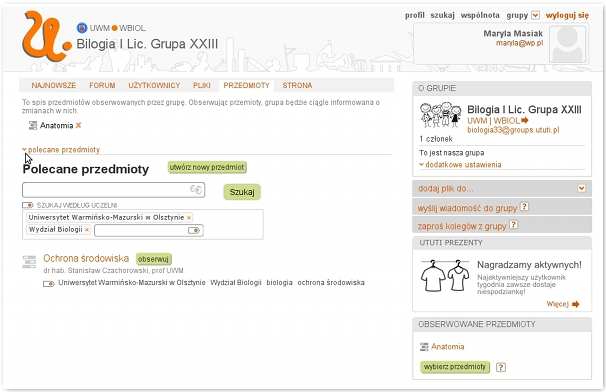 profil szukaj wspólnota grupy wyloguj się
u.
UWM WBIOL
Bilogia I Lic. Grupa XXIII
Maryla Masiak
maryla@wp.pl
NAJNOWSZE FORUM UŻYTKOWNICY PLIKI PRZEDMIOTY STRONA
To spis przedmiotów obserwowanych przez grupę. Obserwując przemioty, grupa będzie ciągle informowana o
zmianach w nich.
Anatomia
polecane przedmioty
Polecane przedmioty
utwórz nowy przedmiot
Szukaj
SZUKAJ WEDŁUG UCZELNI
Uniwersytet Warmińsko-Mazurski w Olsztynie
Wydział Biologii
Ochrona środowiska
obserwuj
dr hab. Stanisław Czachorowski, prof UWM
Uniwersytet Warmińsko-Mazurski w Olsztynie Wydział Biologii biologia ochrona środowiska
O GRUPIE
Bilogia I Lic. Grupa XXIII
UWM | WBIOL
biologia33@groups.ututi.pl
1 członek
To jest nasza grupa
dodatkowe ustawienia
dodaj plik do...
wyślij wiadomość do grupy ?
zaproś kolegów z grupy ?
UTUTI PREZENTY
Nagradzamy aktywnych!
Najaktywniejszy użytkownik
tygodnia zawsze dostaje
niespodziankę!
Więcej
OBSERWOWANE PRZEDMIOTY
Anatomia
wybierz przedmioty ?